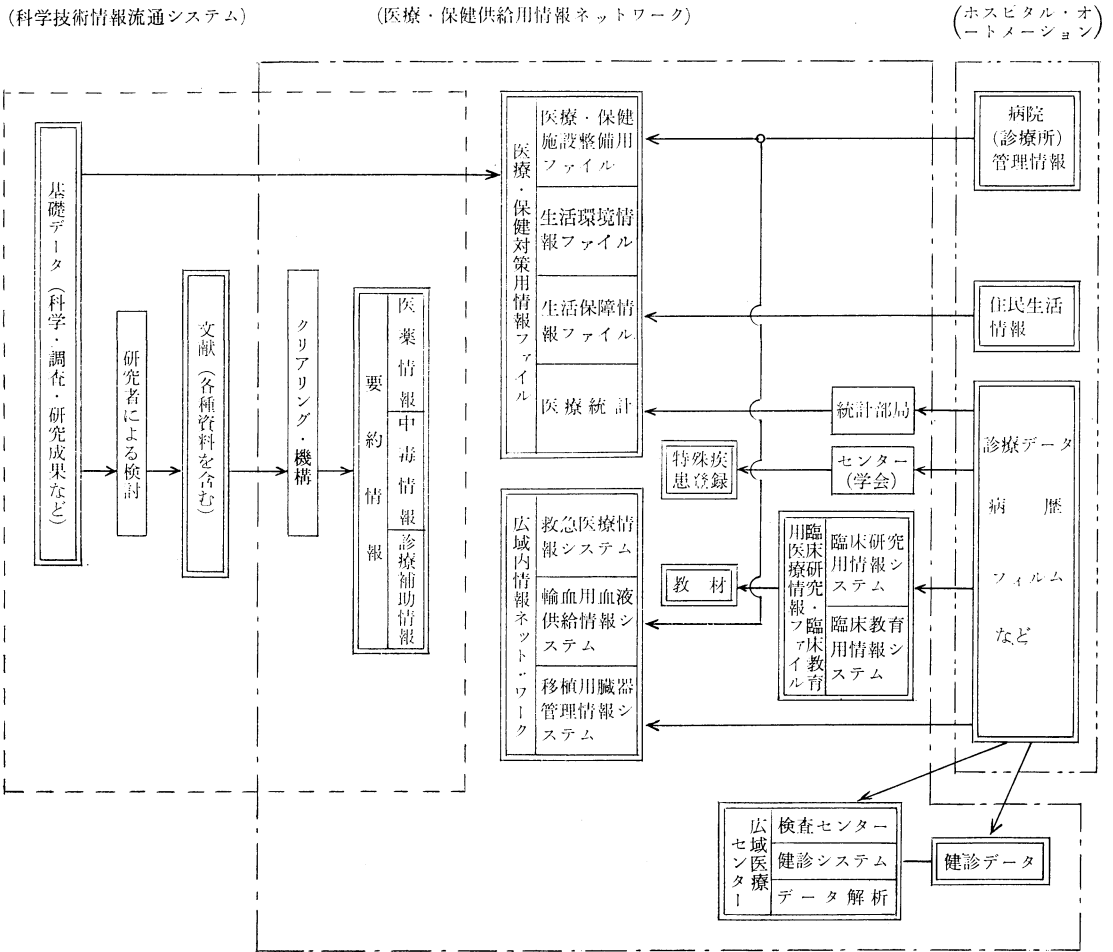 (科学技術情報流通システム)
(医療・保健供給用情報ネットワーク)
(ホスピタル・オ
ートメーション)
基礎データ(科学・調査・研究成果など)
研究者による検討
文献(各種資料を含む)
クリアリング・機構
要約情報
医薬情報
中毒情報
診療補助情報
医療・保健対策用情報ファイル
医療・保健
施設整備用
ファイル
生活環境情
報ファイル
生活保障情
報ファイル
医療統計
広域内情報ネット・ワーク
救急医療情
報システム
輸血用血液
供給情報シ
ステム
移植用臓器
管理情報シ
ステム
特殊疾
患登録
教材
統計部局
センター
(学会)
臨床研究・臨床教育
用医療情報ファイル
臨床研究
用情報シ
ステム
臨床教育
用情報シ
ステム
病院
(診療所)
管理情報
住民生活
情報
診療データ
病歴
フィルム
など
広域医療
センター
検査センター
健診システム
データ解析
健診データ